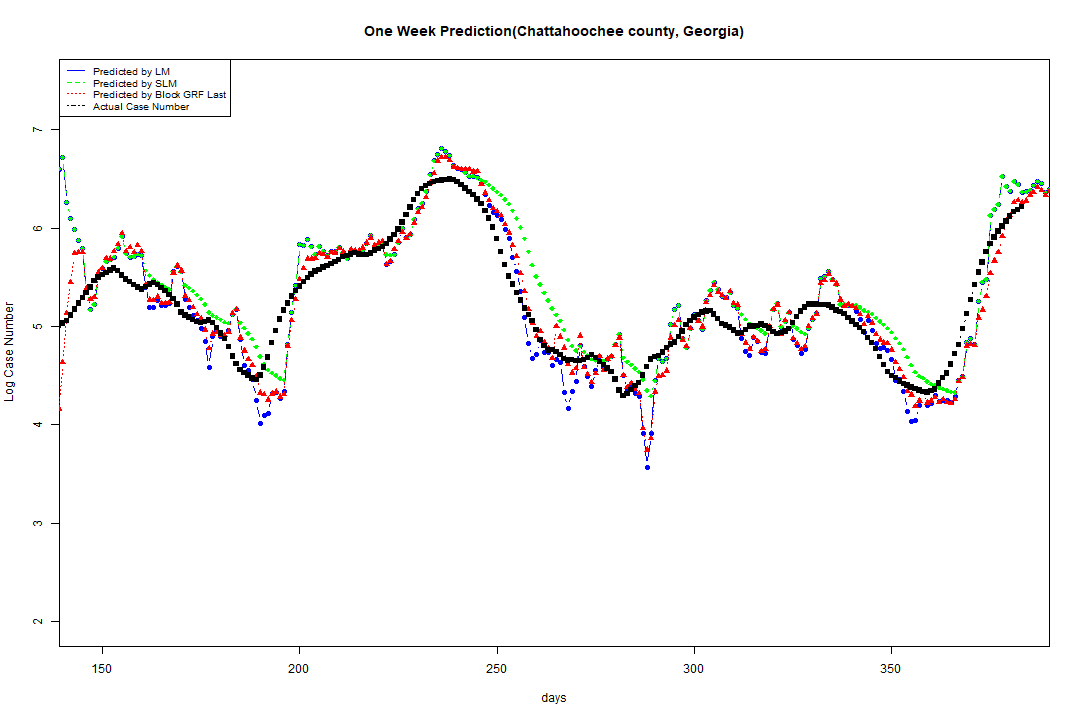 One Week Prediction(Chattahoochee county, Georgia)
Predicted by LM
Predicted by SLM
Predicted by Block GRF Last
Actual Case Number
Log Case Number
7
6
5
4
3
2
150 200 250 300 350
days